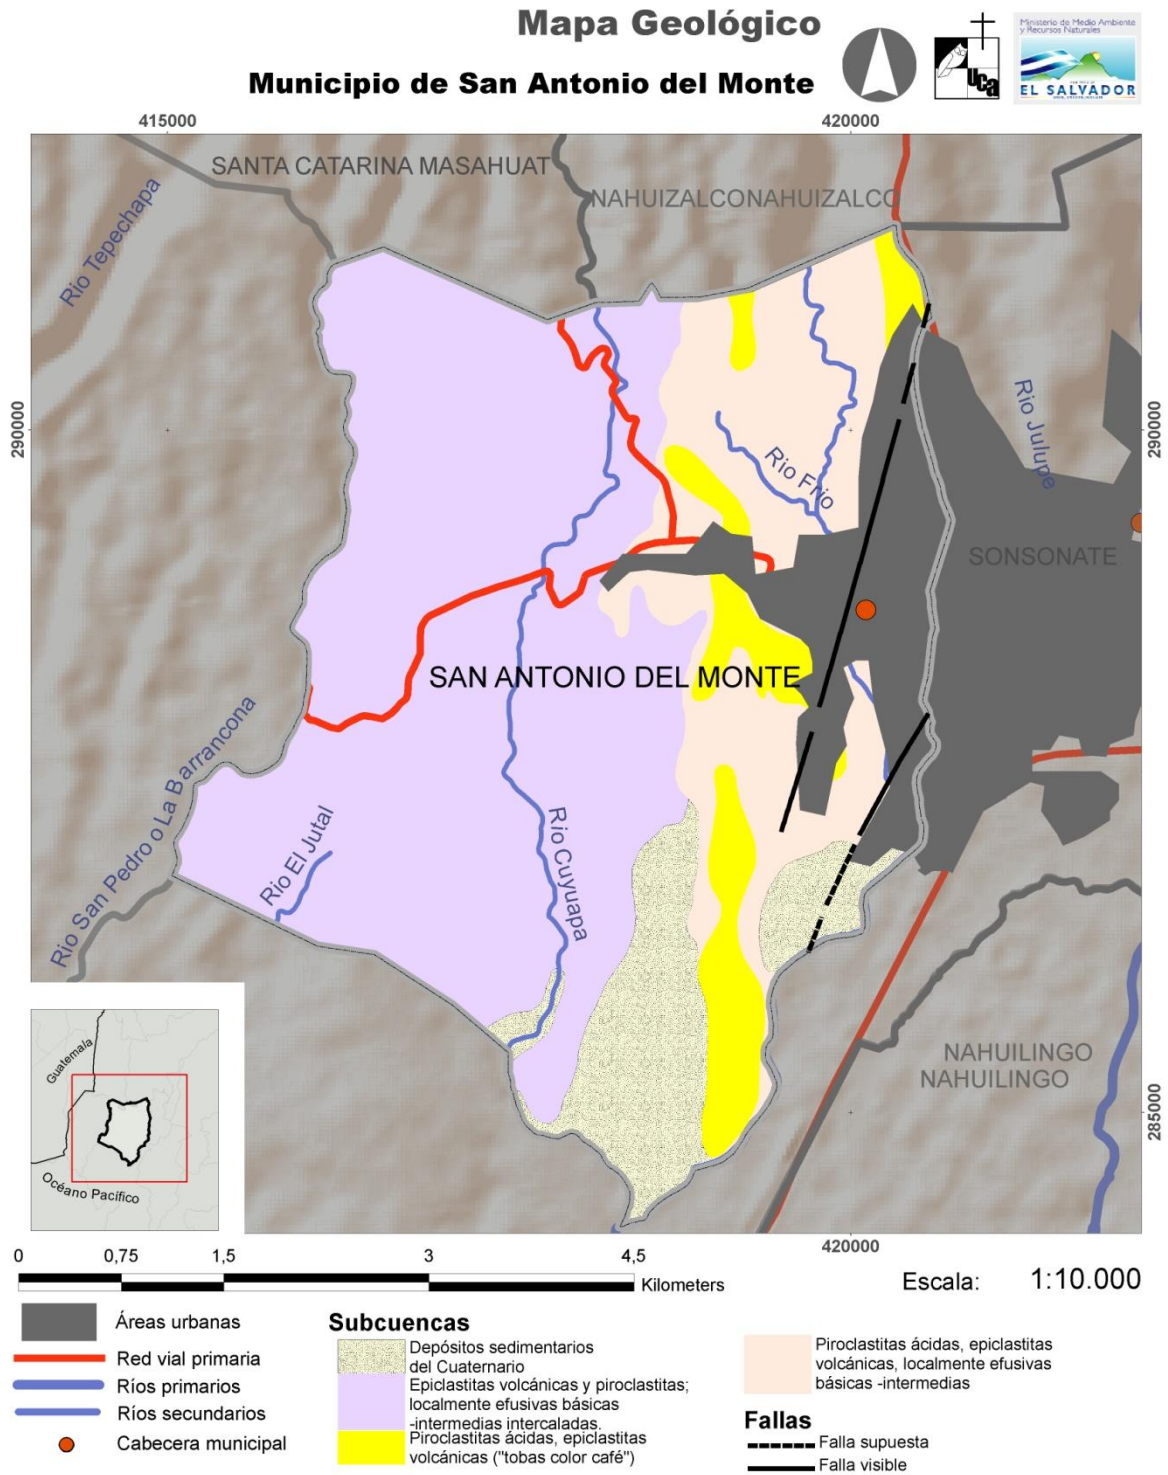 Mapa Geológico
Municipio de San Antonio del Monte
Ministerio de Medio Ambiente
y Recursos Naturales
uca
EL SALVADOR
415000
420000
SANTA CATARINA MASAHUAT
NAHUIZALCONAHUIZALCO
Rio Tepechapa
290000
290000
Rio Julupe
Rio Frio
SONSONATE
SAN ANTONIO DEL MONTE
Rio San Pedro o La Barrancona
Rio El Jutal
Rio Cuyuapa
NAHUILINGO
NAHUILINGO
285000
Guatemala
Océano Pacífico
420000
0 0,75 1,5 3 4,5
Kilometers
Escala: 1:10.000
Áreas urbanas
Red vial primaria
Ríos primarios
Ríos secundarios
Cabecera municipal
Subcuencas
Depósitos sedimentarios
del Cuaternario
Epiclastitas volcánicas y piroclastitas;
localmente efusivas básicas
-intermedias intercaladas.
Piroclastitas ácidas, epiclastitas
volcánicas ("tobas color café")
Piroclastitas ácidas, epiclastitas
volcánicas, localmente efusivas
básicas -intermedias
Fallas
Falla supuesta
Falla visible